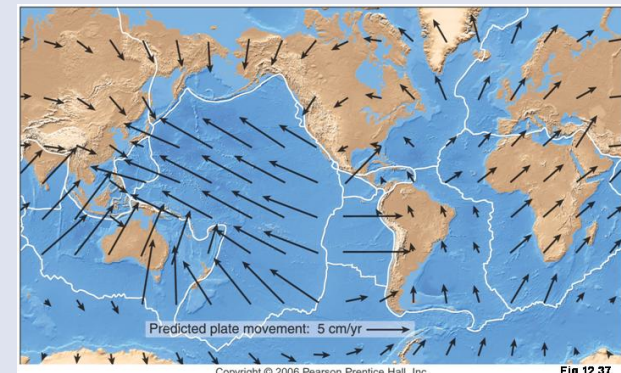 Predicted plate movement: 5 cm/yr
Copyright © 2006 Pearson Prentice Hall, Inc.
Fig 12.37